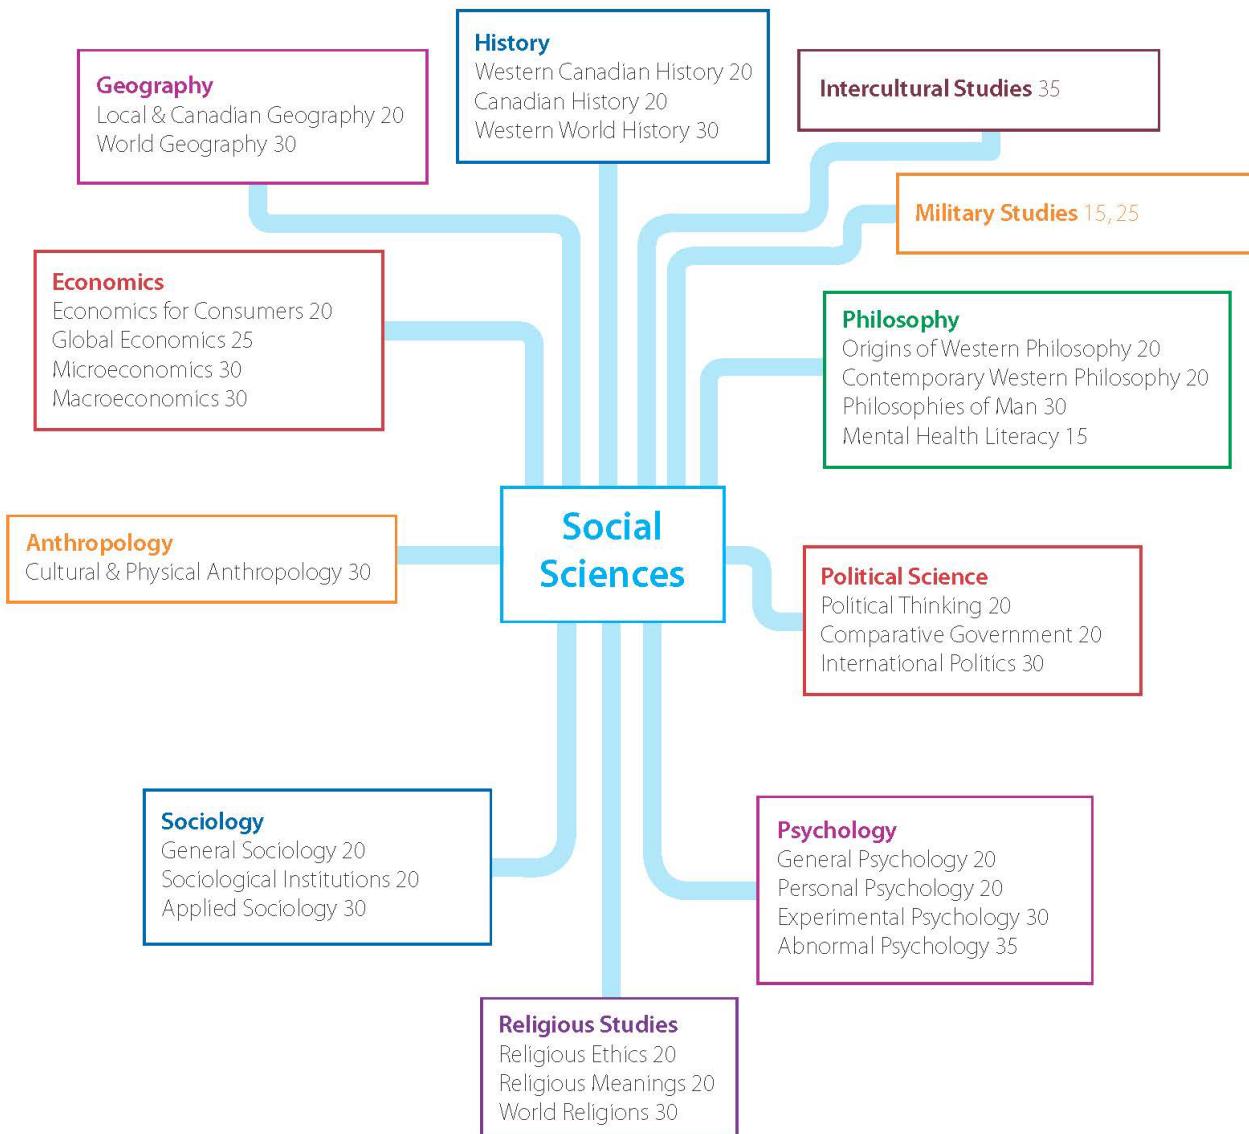 History
Western Canadian History 20
Canadian History 20
Western World History 30
Geography
Local & Canadian Geography 20
World Geography 30
Intercultural Studies 35
Military Studies 15, 25
Economics
Economics for Consumers 20
Global Economics 25
Microeconomics 30
Macroeconomics 30
Philosophy
Origins of Western Philosophy 20
Contemporary Western Philosophy 20
Philosophies of Man 30
Mental Health Literacy 15
Social
Sciences
Anthropology
Cultural & Physical Anthropology 30
Political Science
Political Thinking 20
Comparative Government 20
International Politics 30
Sociology
General Sociology 20
Sociological Institutions 20
Applied Sociology 30
Psychology
General Psychology 20
Personal Psychology 20
Experimental Psychology 30
Abnormal Psychology 35
Religious Studies
Religious Ethics 20
Religious Meanings 20
World Religions 30